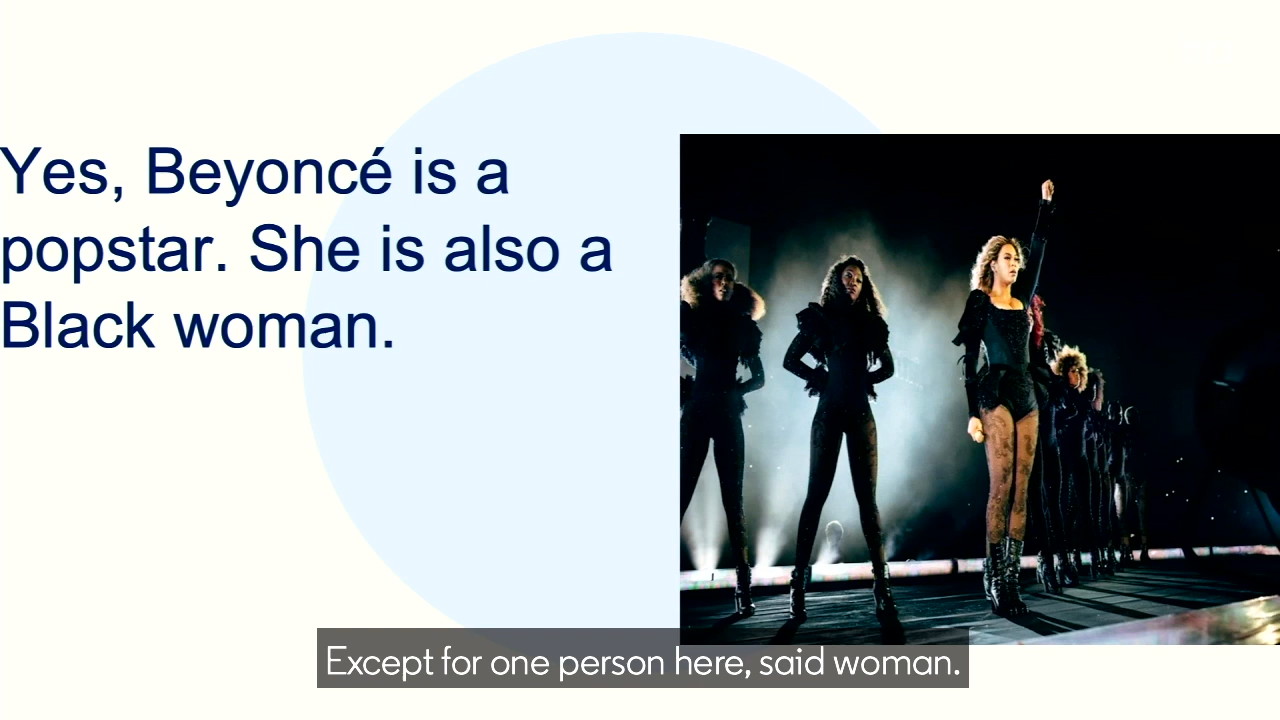 Yes, Beyoncé is a
popstar. She is also a
Black woman.
Except for one person here, said woman.